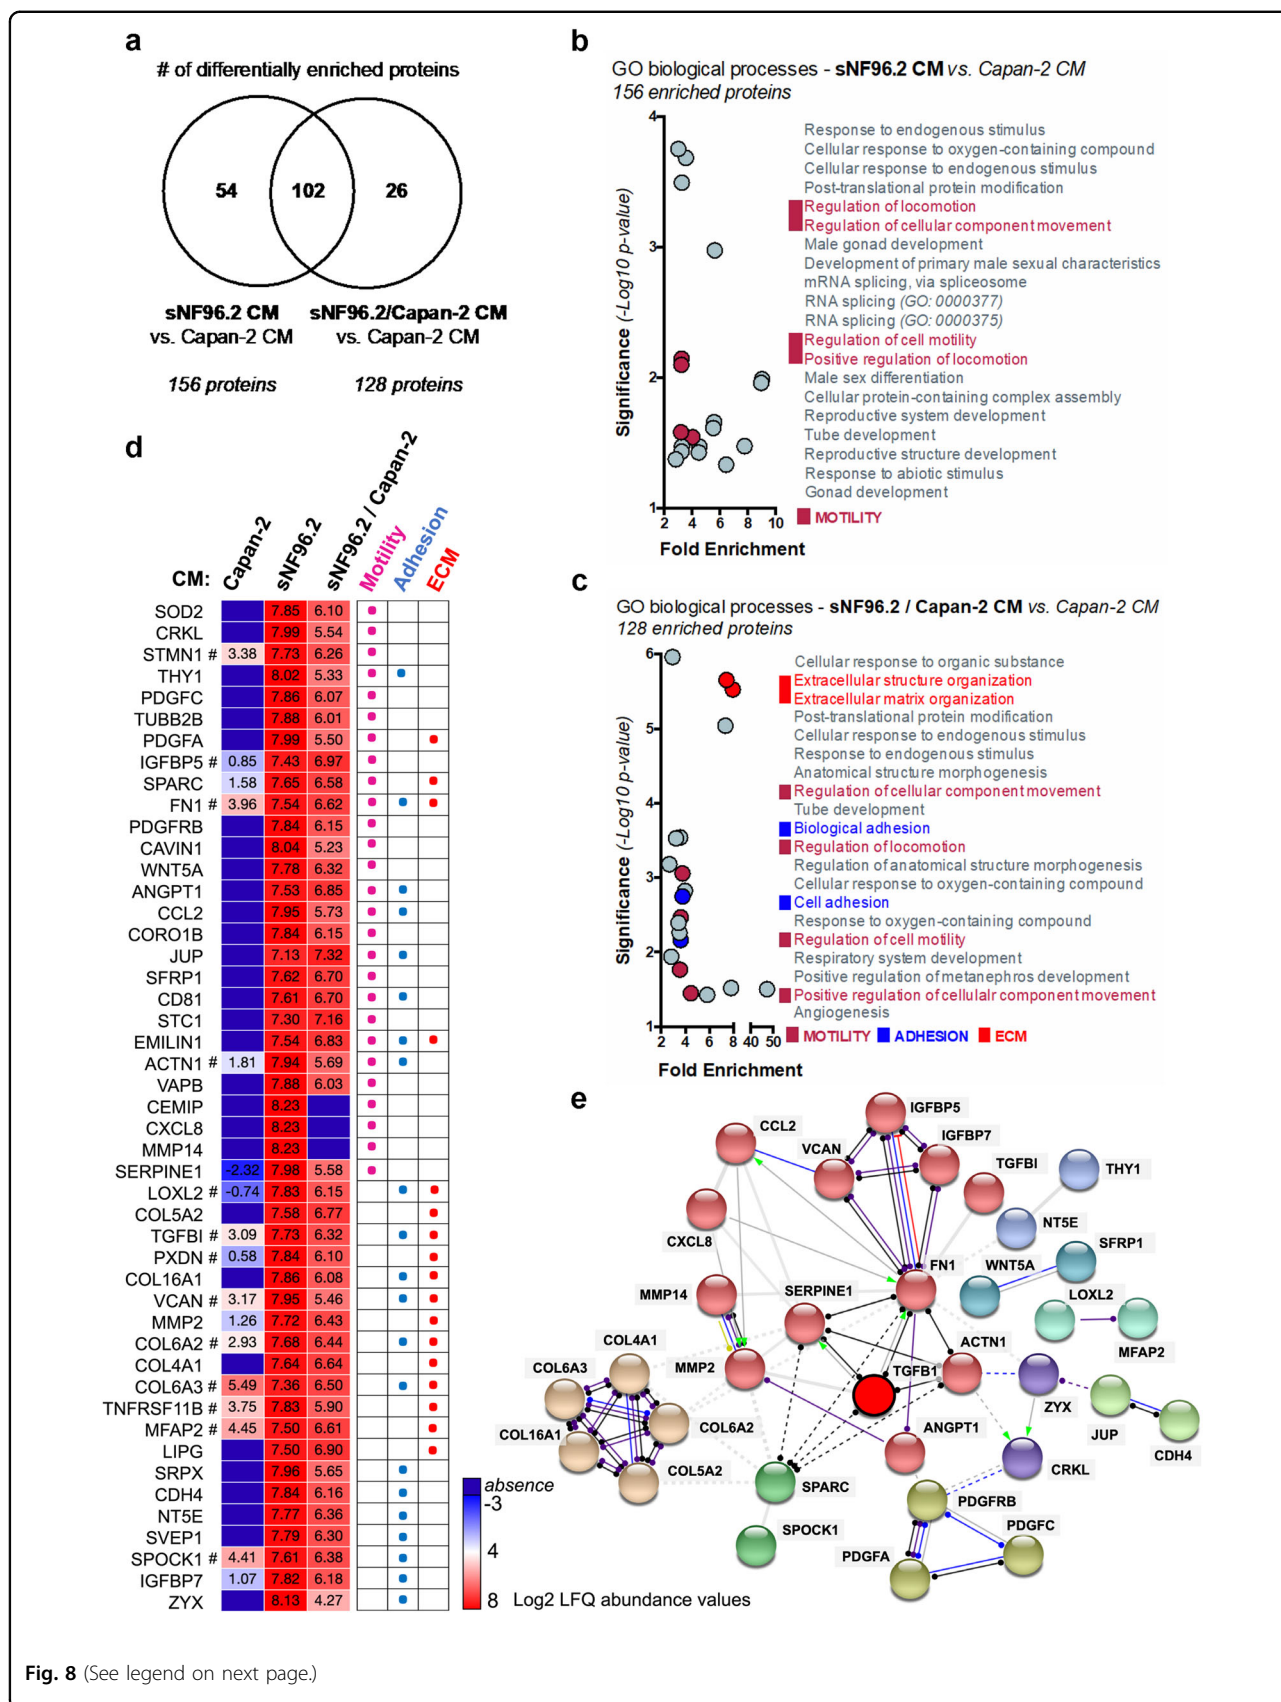 a
# of differentially enriched proteins
54 102 26
sNF96.2 CM sNF96.2/Capan-2 CM
vs. Capan-2 CM vs. Capan-2 CM
156 proteins 128 proteins
b
GO biological processes - sNF96.2 CM vs. Capan-2 CM
156 enriched proteins
Significance (-Log10 p-value)
4
3
2
1
2 4 6 8 10
Fold Enrichment
Response to endogenous stimulus
Cellular response to oxygen-containing compound
Cellular response to endogenous stimulus
Post-translational protein modification
Regulation of locomotion
Regulation of cellular component movement
Male gonad development
Development of primary male sexual characteristics
mRNA splicing, via spliceosome
RNA splicing (GO: 0000377)
RNA splicing (GO: 0000375)
Regulation of cell motility
Positive regulation of locomotion
Male sex differentiation
Cellular protein-containing complex assembly
Reproductive system development
Tube development
Reproductive structure development
Response to abiotic stimulus
Gonad development
MOTILITY
c
GO biological processes - sNF96.2 / Capan-2 CM vs. Capan-2 CM
128 enriched proteins
Significance (-Log10 p-value)
6
5
4
3
2
1
2 4 6 8 40 50
Fold Enrichment
Cellular response to organic substance
Extracellular structure organization
Extracellular matrix organization
Post-translational protein modification
Cellular response to endogenous stimulus
Response to endogenous stimulus
Anatomical structure morphogenesis
Regulation of cellular component movement
Tube development
Biological adhesion
Regulation of locomotion
Regulation of anatomical structure morphogenesis
Cellular response to oxygen-containing compound
Cell adhesion
Response to oxygen-containing compound
Regulation of cell motility
Respiratory system development
Positive regulation of metanephros development
Positive regulation of cellulalr component movement
Angiogenesis
MOTILITY ADHESION ECM
d
CM: Capan-2 sNF96.2 sNF96.2 / Capan-2 Motility Adhesion ECM
SOD2 7.85 6.10
CRKL 7.99 5.54
STMN1 # 3.38 7.73 6.26
THY1 8.02 5.33
PDGFC 7.86 6.07
TUBB2B 7.88 6.01
PDGFA 7.99 5.50
IGFBP5 # 0.85 7.43 6.97
SPARC 1.58 7.65 6.58
FN1 # 3.96 7.54 6.62
PDGFRB 7.84 6.15
CAVIN1 8.04 5.23
WNT5A 7.78 6.32
ANGPT1 7.53 6.85
CCL2 7.95 5.73
CORO1B 7.84 6.15
JUP 7.13 7.32
SFRP1 7.62 6.70
CD81 7.61 6.70
STC1 7.30 7.16
EMILIN1 7.54 6.83
ACTN1 # 1.81 7.94 5.69
VAPB 7.88 6.03
CEMIP 8.23
CXCL8 8.23
MMP14 8.23
SERPINE1 -2.32 7.98 5.58
LOXL2 # -0.74 7.83 6.15
COL5A2 7.58 6.77
TGFBI # 3.09 7.73 6.32
PXDN # 0.58 7.84 6.10
COL16A1 7.86 6.08
VCAN # 3.17 7.95 5.46
MMP2 1.26 7.72 6.43
COL6A2 # 2.93 7.68 6.44
COL4A1 7.64 6.64
COL6A3 # 5.49 7.36 6.50
TNFRSF11B # 3.75 7.83 5.90
MFAP2 # 4.45 7.50 6.61
LIPG 7.50 6.90
SRPX 7.96 5.65
CDH4 7.84 6.16
NT5E 7.77 6.36
SVEP1 7.79 6.30
SPOCK1 # 4.41 7.61 6.38
IGFBP7 1.07 7.82 6.18
ZYX 8.13 4.27
absence
-3
4
8 Log2 LFQ abundance values
e
IGFBP5
CCL2
VCAN
IGFBP7
TGFBI
THY1
CXCL8
NT5E
FN1
WNT5A
SFRP1
MMP14
SERPINE1
LOXL2
COL4A1
ACTN1
MFAP2
COL6A3
MMP2
TGFB1
ZYX
COL16A1
COL6A2
ANGPT1
JUP
CDH4
COL5A2
SPARC
CRKL
PDGFRB
SPOCK1
PDGFC
PDGFA
Fig. 8 (See legend on next page.)